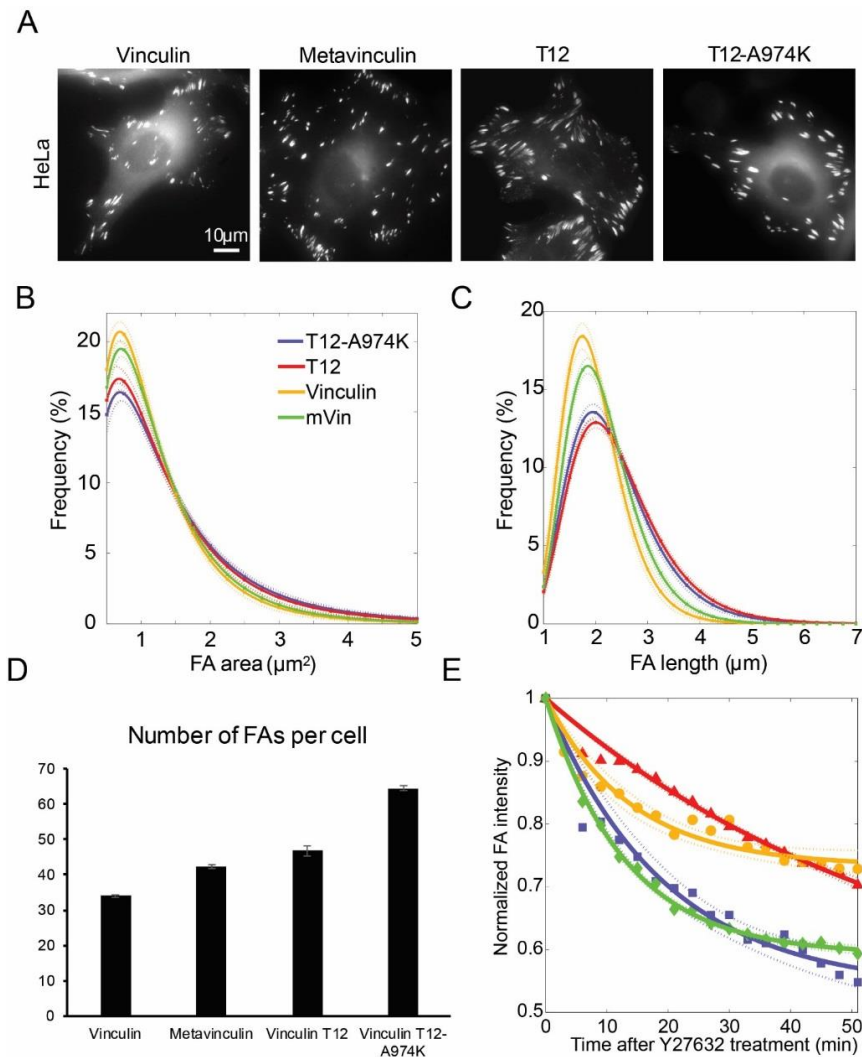 A
Vinculin Metavinculin T12 T12-A974K
HeLa
10μm
B
Frequency (%)
20
15
10
5
0
1 2 3 4 5
FA area (μm²)
T12-A974K
T12
Vinculin
mVin
C
Frequency (%)
20
15
10
5
0
1 2 3 4 5 6 7
FA length (μm)
D
Number of FAs per cell
70
60
50
40
30
20
10
0
Vinculin Metavinculin Vinculin T12 Vinculin T12-
A974K
E
Normalized FA intensity
1
0.9
0.8
0.7
0.6
0.5
0 10 20 30 40 50
Time after Y27632 treatment (min)